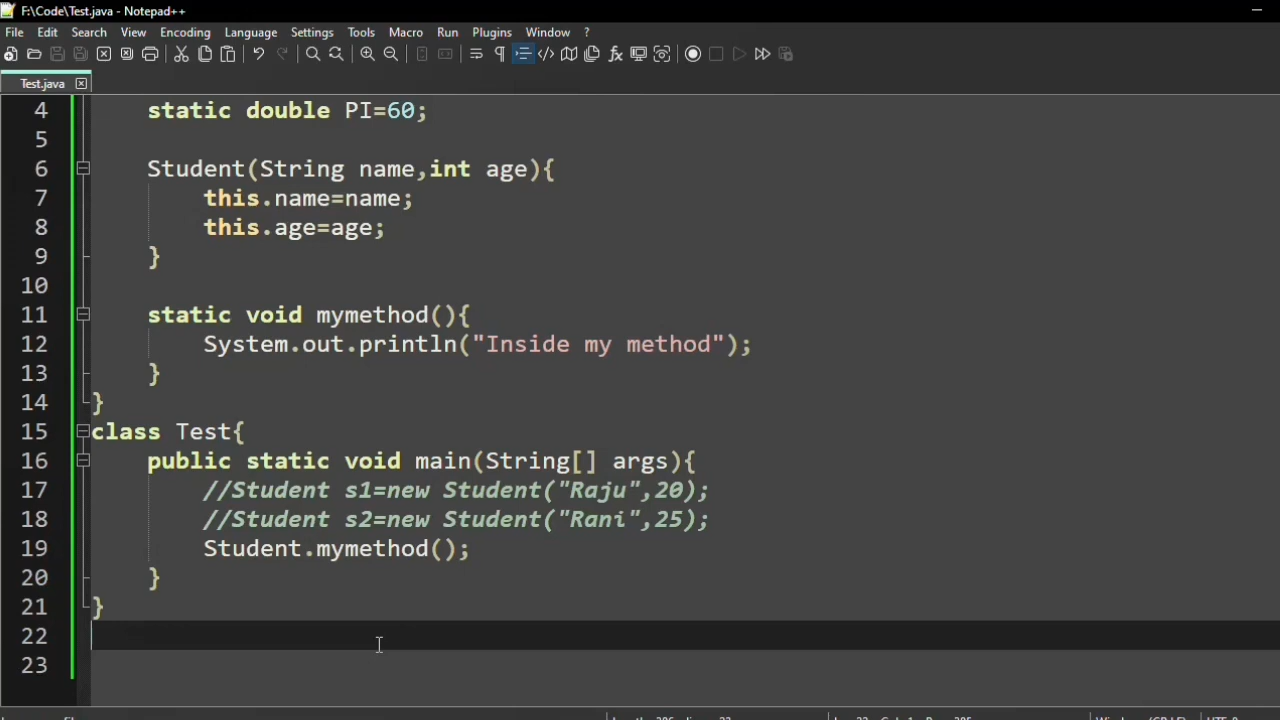 F:\Code\Test.java - Notepad++
File Edit Search View Encoding Language Settings Tools Macro Run Plugins Window ?
Test.java
4 static double PI=60;
5
6 Student(String name,int age){
7 this.name=name;
8 this.age=age;
9 }
10
11 static void mymethod(){
12 System.out.println("Inside my method");
13 }
14 }
15 class Test{
16 public static void main(String[] args){
17 //Student s1=new Student("Raju",20);
18 //Student s2=new Student("Rani",25);
19 Student.mymethod();
20 }
21 }
22
23